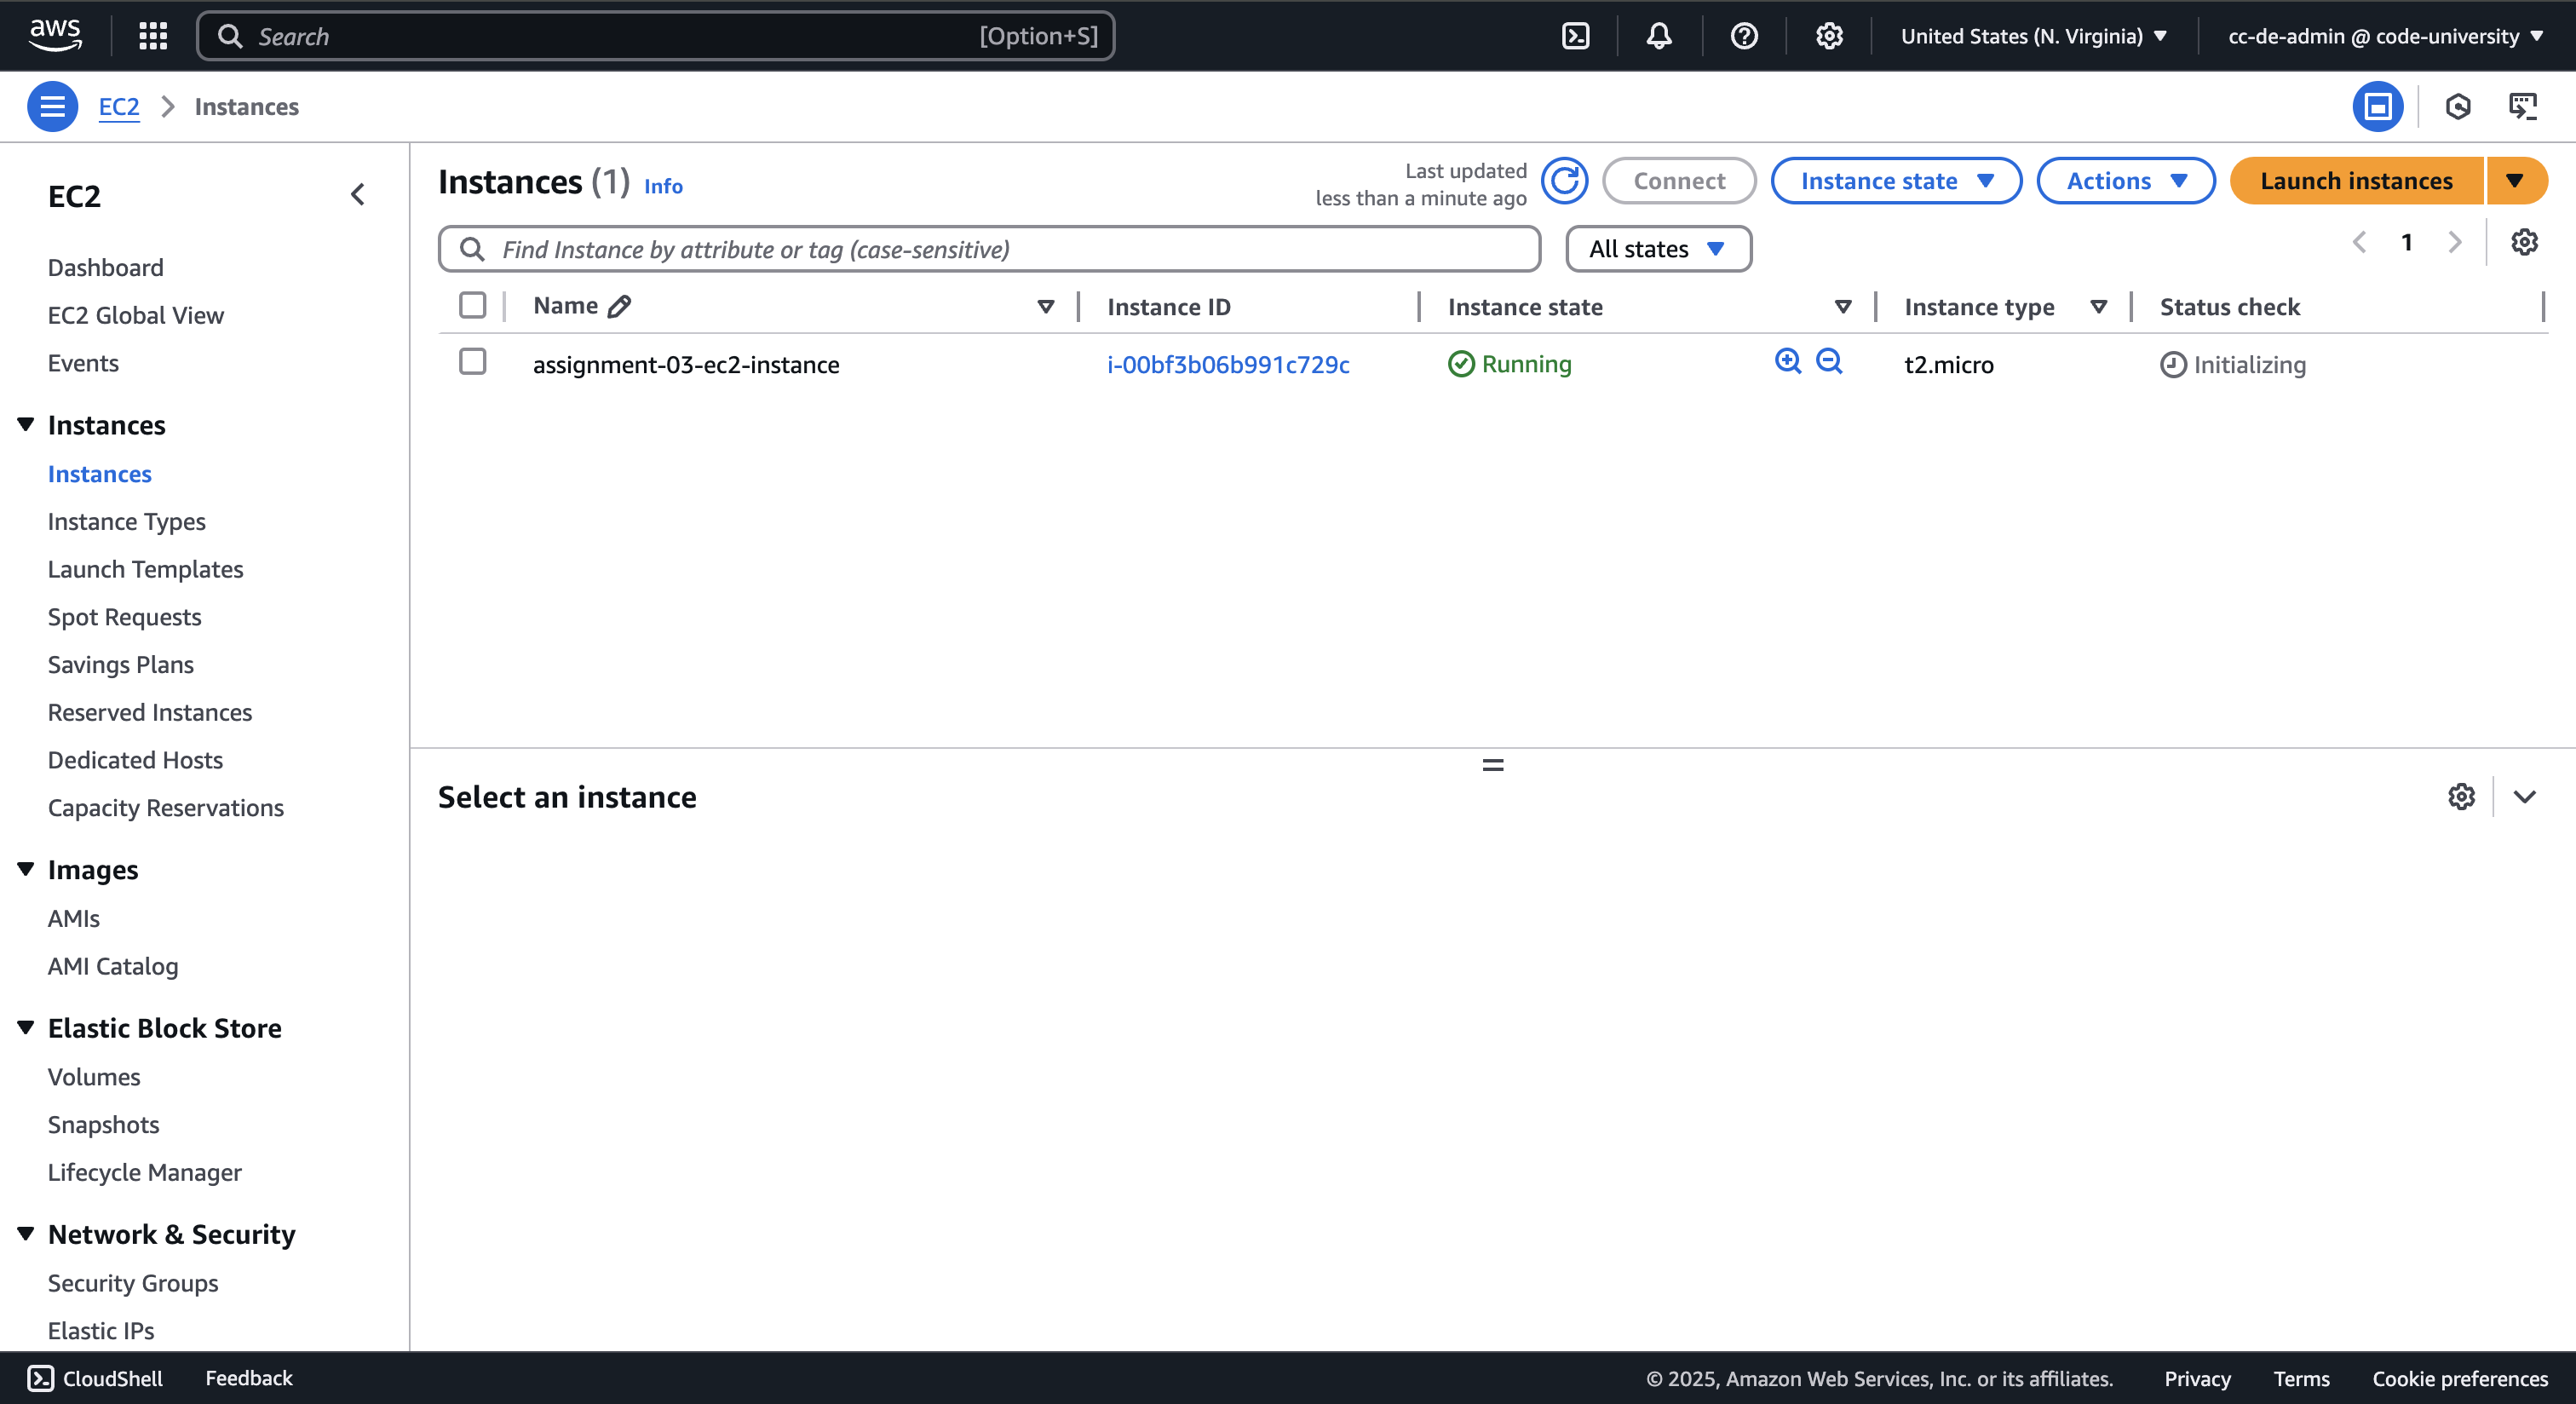 aws
Search [Option+S]
United States (N. Virginia)
cc-de-admin @ code-university
EC2 Instances
EC2
Dashboard
EC2 Global View
Events
Instances
Instances
Instance Types
Launch Templates
Spot Requests
Savings Plans
Reserved Instances
Dedicated Hosts
Capacity Reservations
Images
AMIs
AMI Catalog
Elastic Block Store
Volumes
Snapshots
Lifecycle Manager
Network & Security
Security Groups
Elastic IPs
Instances (1) Info
Last updated
less than a minute ago
Connect
Instance state
Actions
Launch instances
Find Instance by attribute or tag (case-sensitive)
All states
1
Name Instance ID Instance state Instance type Status check
assignment-03-ec2-instance i-00bf3b06b991c729c Running t2.micro Initializing
Select an instance
CloudShell Feedback
© 2025, Amazon Web Services, Inc. or its affiliates. Privacy Terms Cookie preferences